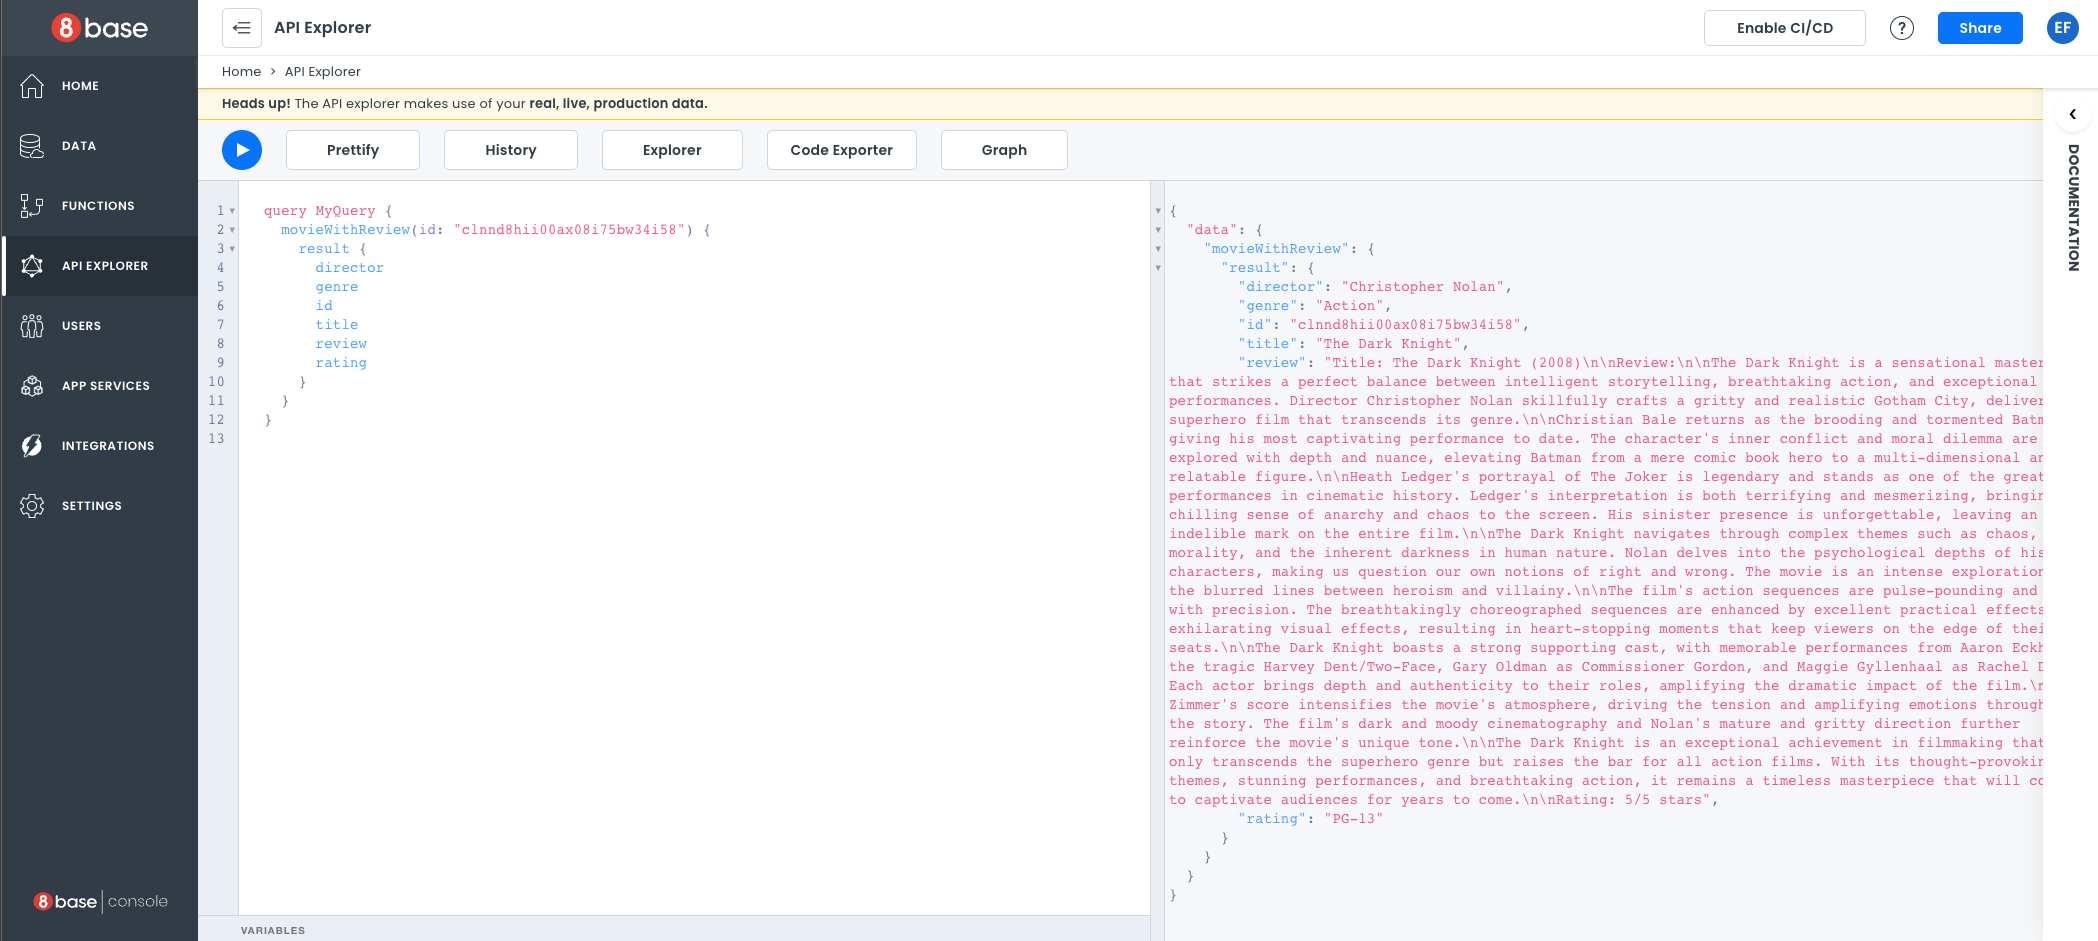 8base
HOME
DATA
FUNCTIONS
API EXPLORER
USERS
APP SERVICES
INTEGRATIONS
SETTINGS
8base | console
API Explorer
Enable CI/CD
?
Share
EF
Home > API Explorer
Heads up! The API explorer makes use of your real, live, production data.
Prettify
History
Explorer
Code Exporter
Graph
1 query MyQuery {
2 movieWithReview(id: "clnnd8hii00ax08i75bw34i58") {
3 result {
4 director
5 genre
6 id
7 title
8 review
9 rating
10 }
11 }
12 }
13
VARIABLES
{
"data": {
"movieWithReview": {
"result": {
"director": "Christopher Nolan",
"genre": "Action",
"id": "clnnd8hii00ax08i75bw34i58",
"title": "The Dark Knight",
"review": "Title: The Dark Knight (2008)\n\nReview:\n\nThe Dark Knight is a sensational master
that strikes a perfect balance between intelligent storytelling, breathtaking action, and exceptional
performances. Director Christopher Nolan skillfully crafts a gritty and realistic Gotham City, deliver
superhero film that transcends its genre.\n\nChristian Bale returns as the brooding and tormented Batm
giving his most captivating performance to date. The character's inner conflict and moral dilemma are
explored with depth and nuance, elevating Batman from a mere comic book hero to a multi-dimensional an
relatable figure.\n\nHeath Ledger's portrayal of The Joker is legendary and stands as one of the great
performances in cinematic history. Ledger's interpretation is both terrifying and mesmerizing, bringin
chilling sense of anarchy and chaos to the screen. His sinister presence is unforgettable, leaving an
indelible mark on the entire film.\n\nThe Dark Knight navigates through complex themes such as chaos,
morality, and the inherent darkness in human nature. Nolan delves into the psychological depths of his
characters, making us question our own notions of right and wrong. The movie is an intense exploration
the blurred lines between heroism and villainy.\n\nThe film's action sequences are pulse-pounding and
with precision. The breathtakingly choreographed sequences are enhanced by excellent practical effects
exhilarating visual effects, resulting in heart-stopping moments that keep viewers on the edge of thei
seats.\n\nThe Dark Knight boasts a strong supporting cast, with memorable performances from Aaron Eckh
the tragic Harvey Dent/Two-Face, Gary Oldman as Commissioner Gordon, and Maggie Gyllenhaal as Rachel D
Each actor brings depth and authenticity to their roles, amplifying the dramatic impact of the film.\n
Zimmer's score intensifies the movie's atmosphere, driving the tension and amplifying emotions through
the story. The film's dark and moody cinematography and Nolan's mature and gritty direction further
reinforce the movie's unique tone.\n\nThe Dark Knight is an exceptional achievement in filmmaking that
only transcends the superhero genre but raises the bar for all action films. With its thought-provokin
themes, stunning performances, and breathtaking action, it remains a timeless masterpiece that will co
to captivate audiences for years to come.\n\nRating: 5/5 stars",
"rating": "PG-13"
}
}
}
}
DOCUMENTATION